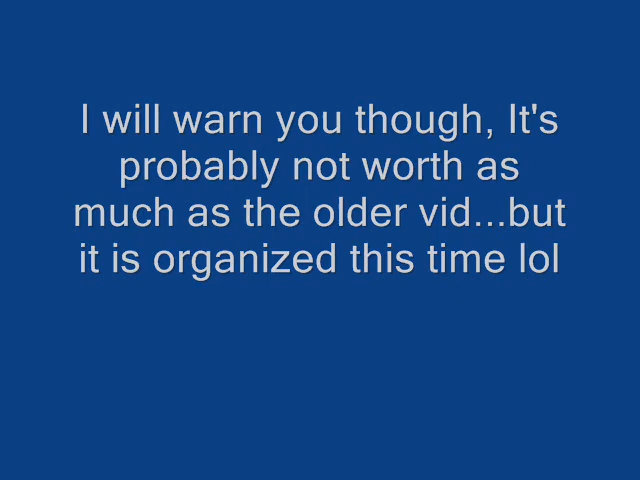 I will warn you though, It's
probably not worth as
much as the older vid...but
it is organized this time lol